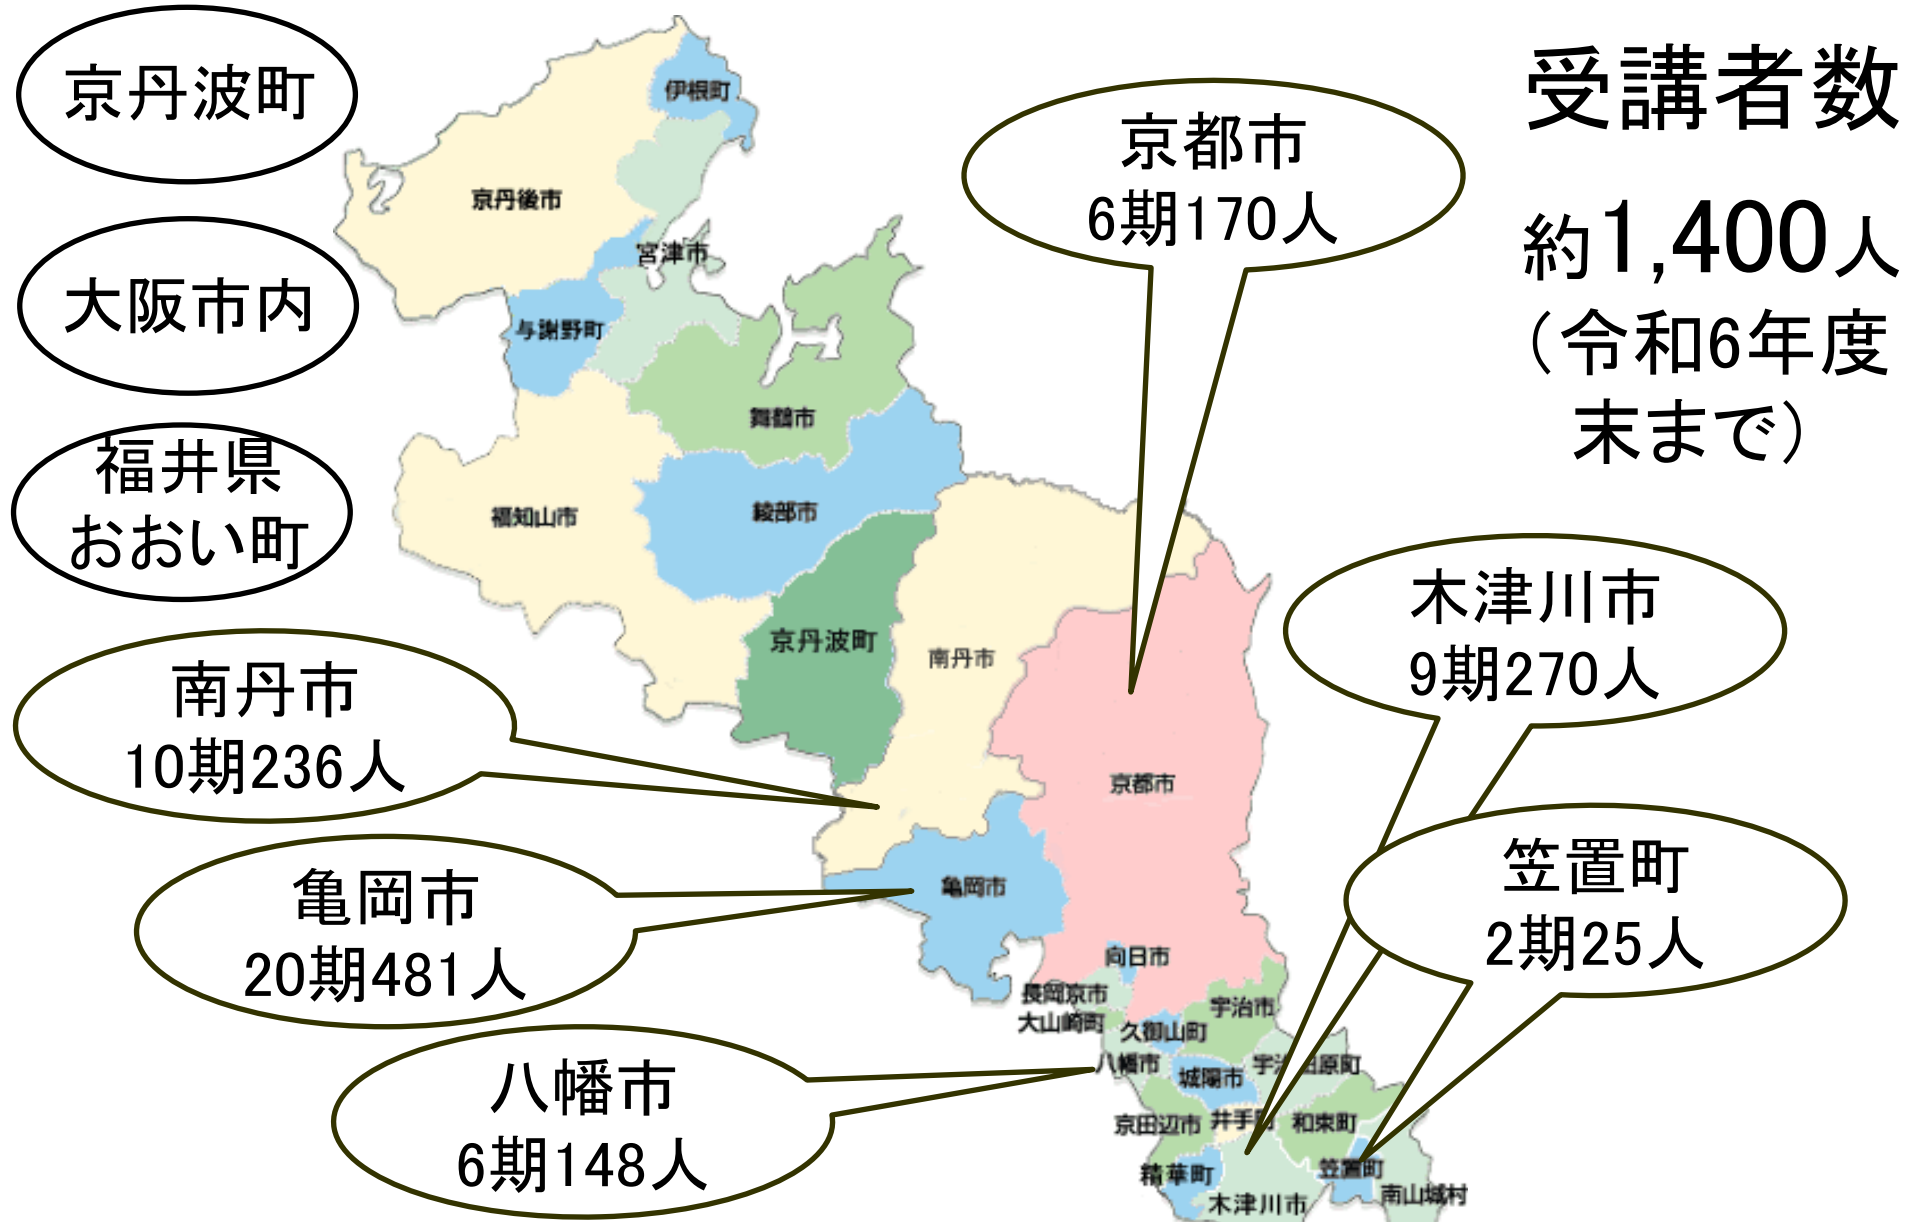 京丹波町
大阪市内
福井県
おおい町
南丹市
10期236人
亀岡市
20期481人
八幡市
6期148人
京都市
6期170人
木津川市
9期270人
笠置町
2期25人
受講者数
約1,400人
（令和6年度
末まで）
伊根町
京丹後市
宮津市
与謝野町
舞鶴市
福知山市
綾部市
京丹波町
南丹市
京都市
亀岡市
向日市
長岡京市
大山崎町
宇治市
久御山町
八幡市
城陽市
宇治田原町
京田辺市
井手町
和束町
精華町
笠置町
木津川市
南山城村